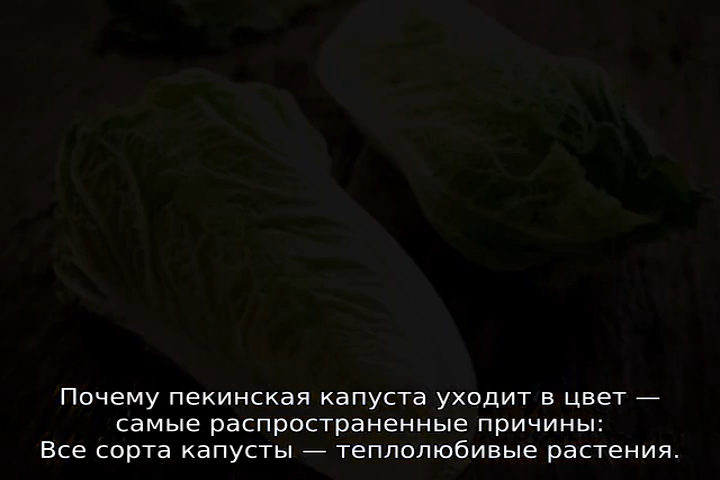 Почему пекинская капуста уходит в цвет —
самые распространенные причины:
Все сорта капусты — теплолюбивые растения.